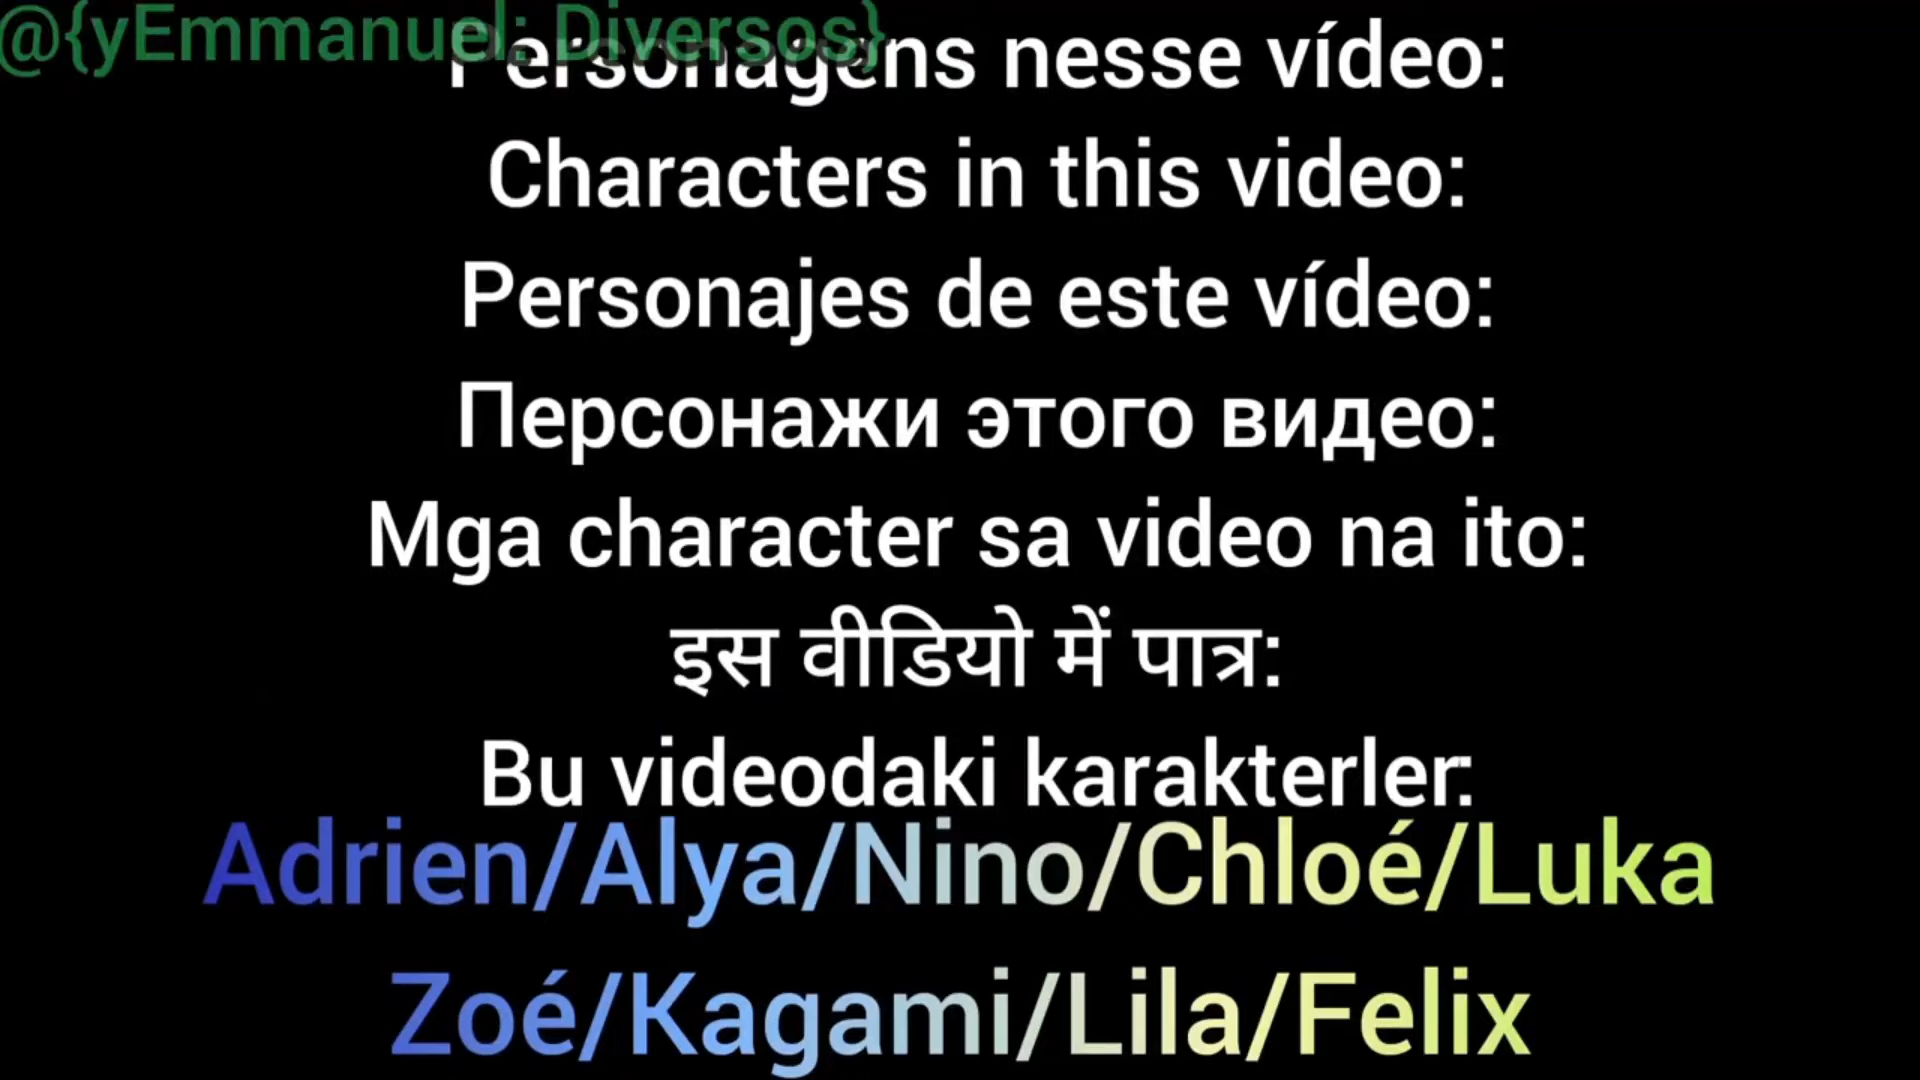 @{yEmmanuel: Diversos}
Personagens nesse vídeo:
Characters in this video:
Personajes de este vídeo:
Персонажи этого видео:
Mga character sa video na ito:
इस वीडियो में पात्र:
Bu videodaki karakterler:
Adrien/Alya/Nino/Chloé/Luka
Zoé/Kagami/Lila/Felix